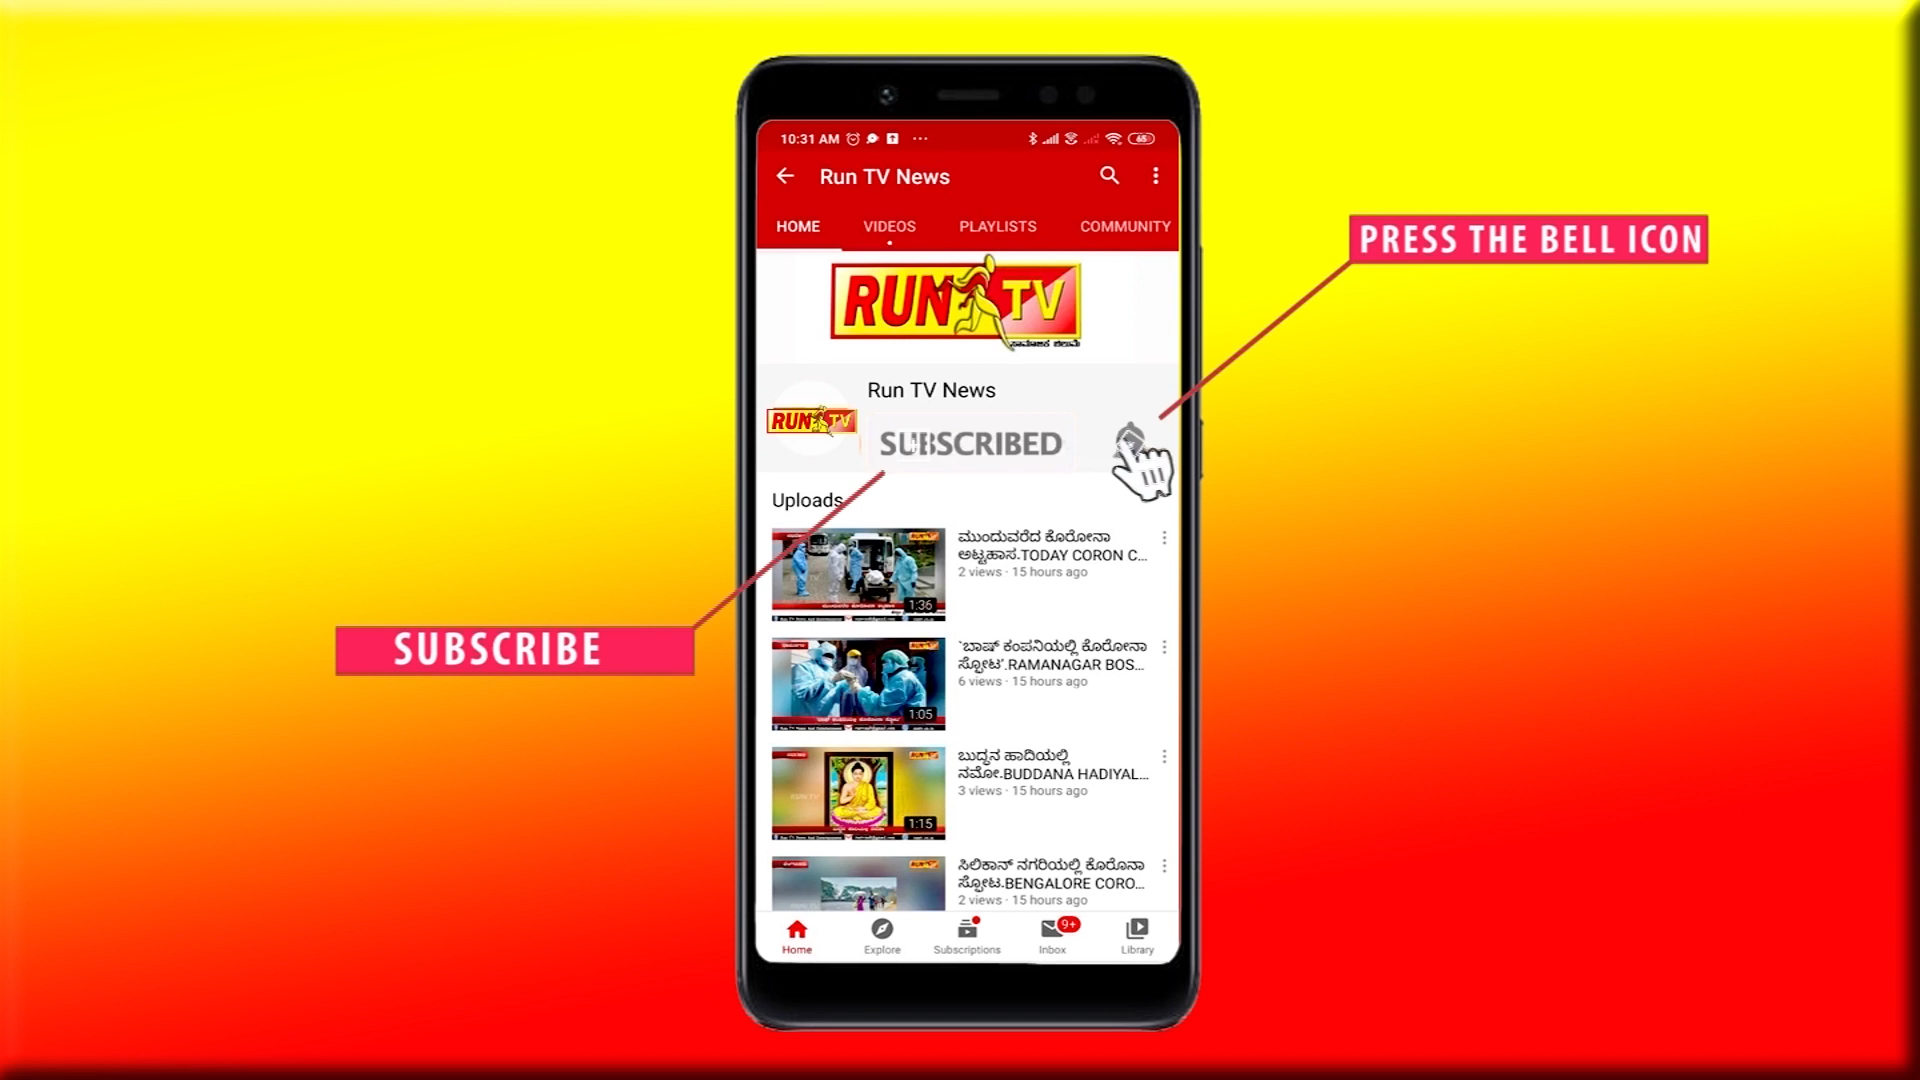 10:31 AM
65
Run TV News
HOME VIDEOS PLAYLISTS COMMUNITY
PRESS THE BELL ICON
RUN TV
ಸಾಮಾಜಿಕ ಚಿಲುಮೆ
Run TV News
RUN TV
SUBSCRIBED
Uploads
ಮುಂದುವರೆದ ಕೊರೋನಾ
ಅಟ್ಟಹಾಸ.TODAY CORON C...
2 views · 15 hours ago
1:36
SUBSCRIBE
'ಬಾಷ್ ಕಂಪನಿಯಲ್ಲಿ ಕೊರೋನಾ
ಸ್ಫೋಟ'.RAMANAGAR BOS...
6 views · 15 hours ago
1:05
ಬುದ್ಧನ ಹಾದಿಯಲ್ಲಿ
ನಮೋ.BUDDANA HADIYAL...
3 views · 15 hours ago
1:15
ಸಿಲಿಕಾನ್ ನಗರಿಯಲ್ಲಿ ಕೊರೊನಾ
ಸ್ಫೋಟ.BENGALORE CORO...
2 views · 15 hours ago
9+
Home Explore Subscriptions Inbox Library